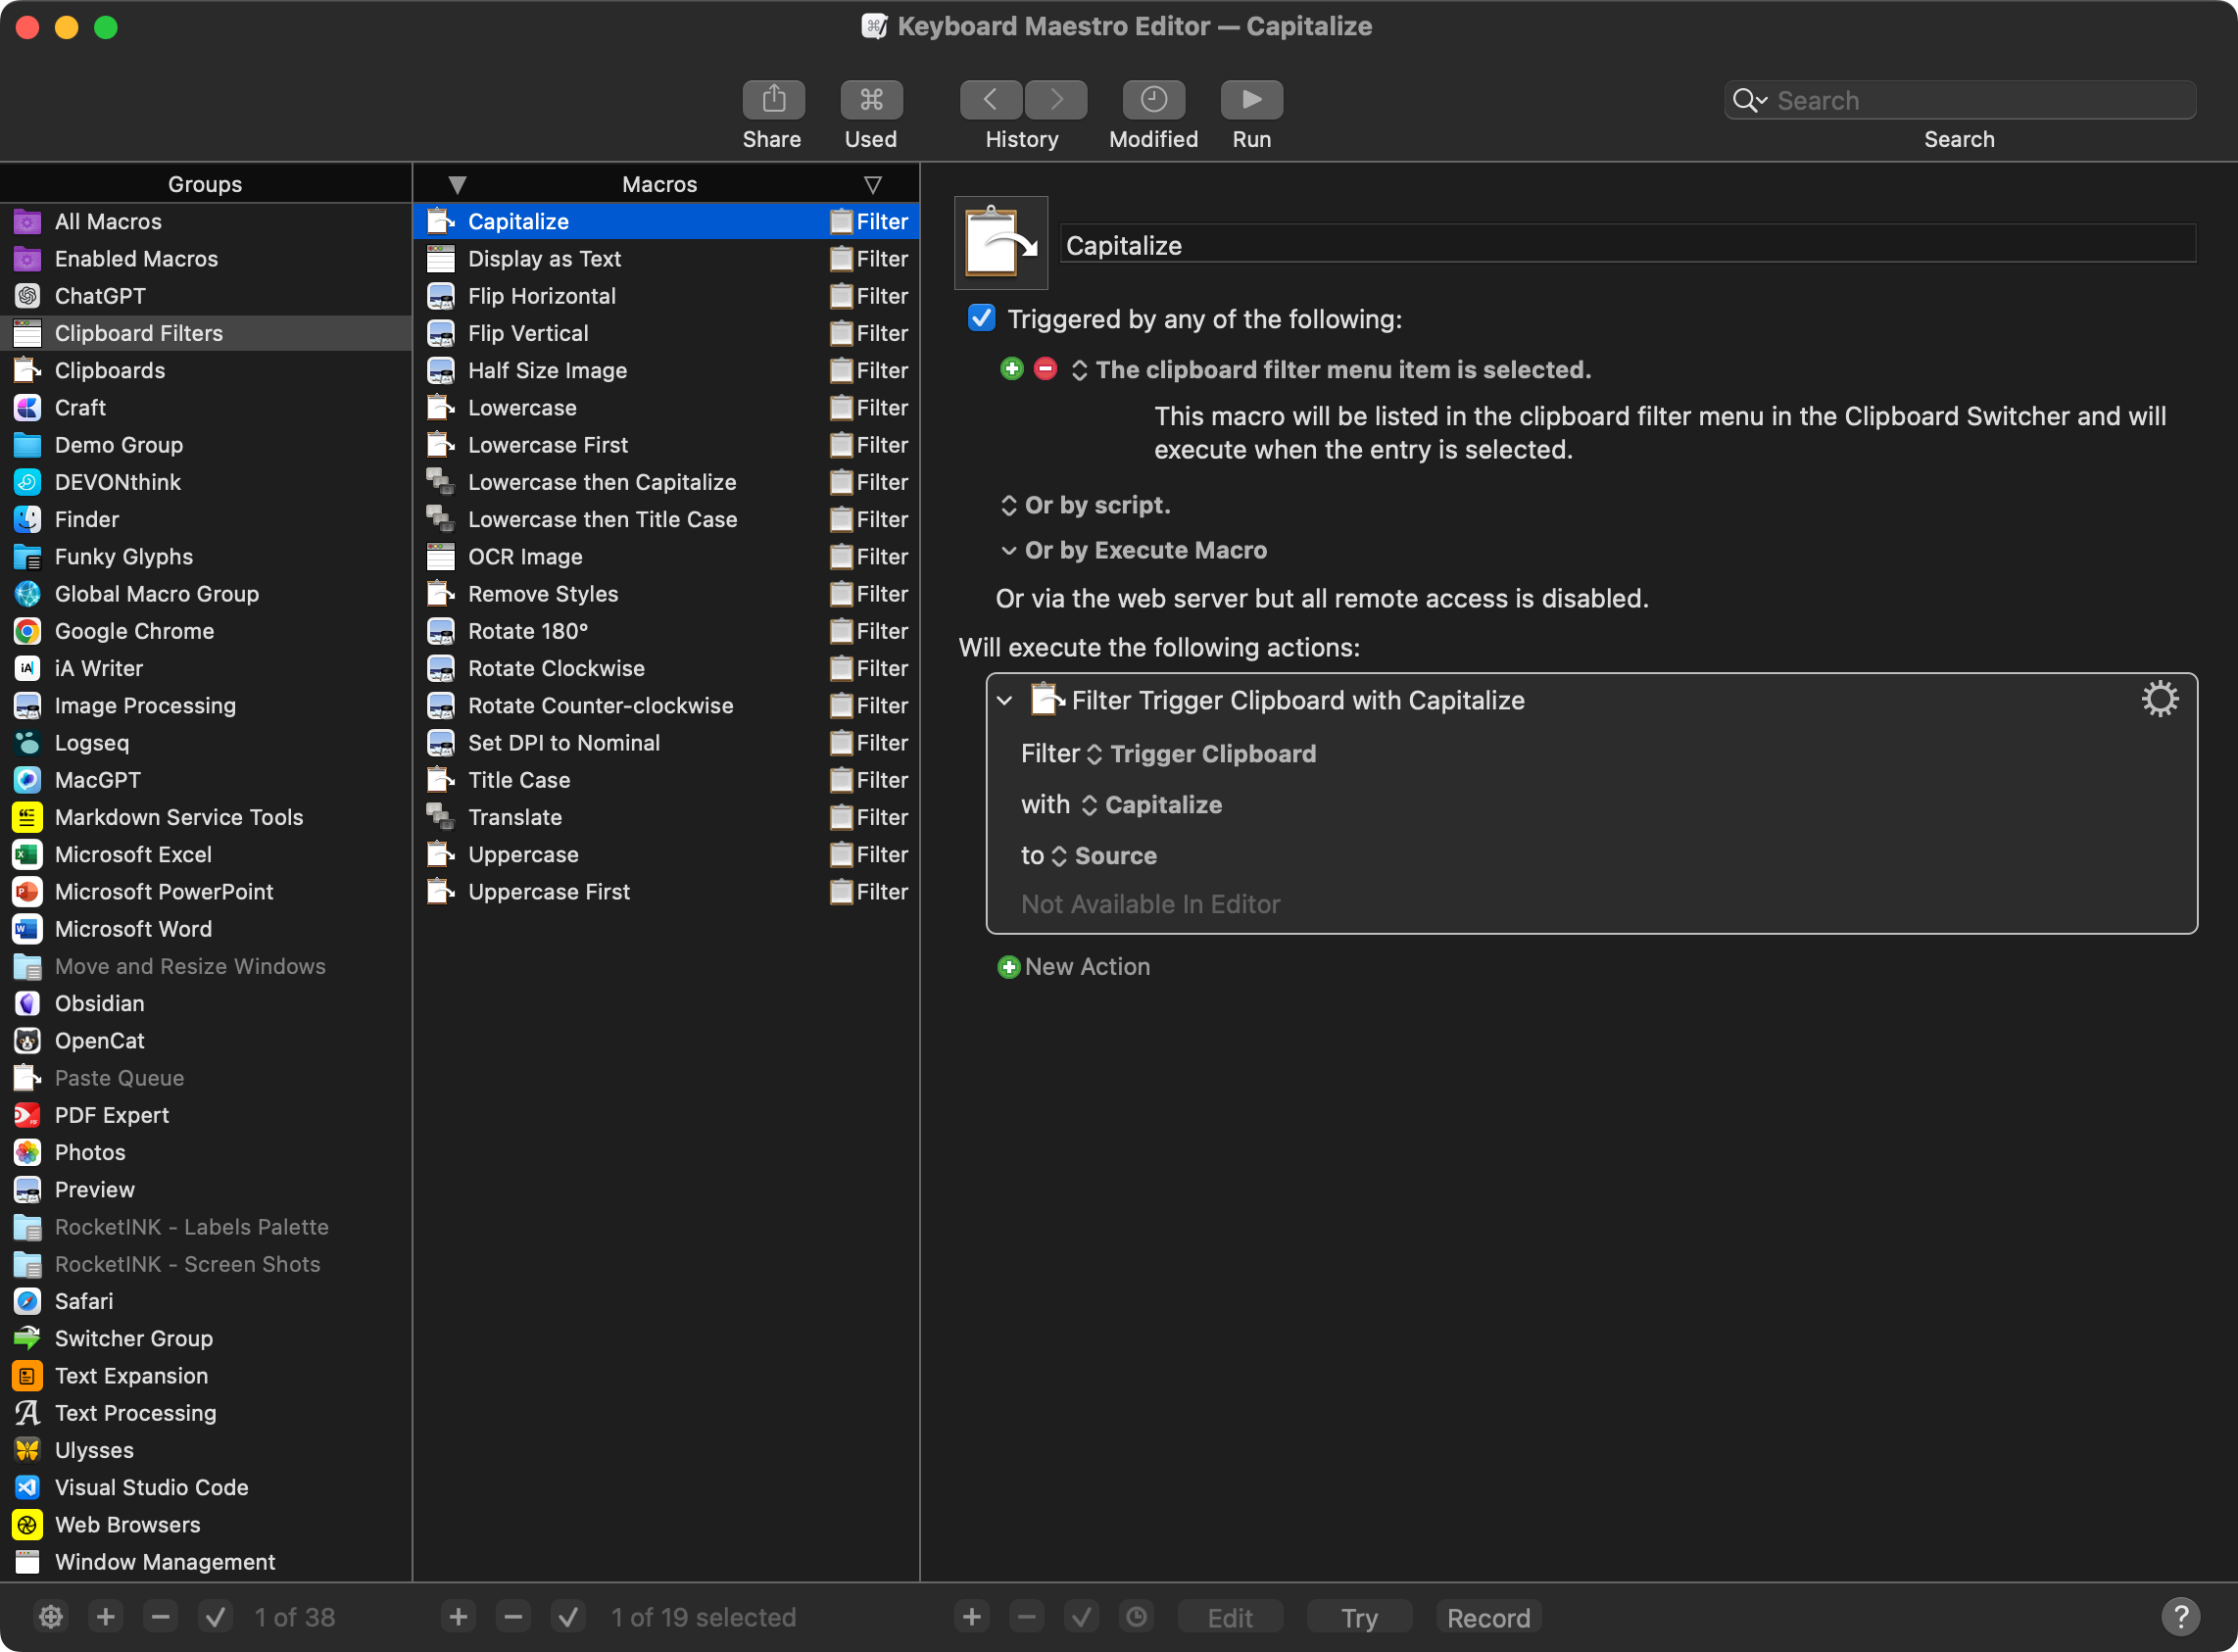 Keyboard Maestro Editor — Capitalize
Share
Used
History
Modified
Run
Search
Search
Groups
All Macros
Enabled Macros
ChatGPT
Clipboard Filters
Clipboards
Craft
Demo Group
DEVONthink
Finder
Funky Glyphs
Global Macro Group
Google Chrome
iA Writer
Image Processing
Logseq
MacGPT
Markdown Service Tools
Microsoft Excel
Microsoft PowerPoint
Microsoft Word
Move and Resize Windows
Obsidian
OpenCat
Paste Queue
PDF Expert
Photos
Preview
RocketINK - Labels Palette
RocketINK - Screen Shots
Safari
Switcher Group
Text Expansion
Text Processing
Ulysses
Visual Studio Code
Web Browsers
Window Management
1 of 38
Macros
Capitalize Filter
Display as Text Filter
Flip Horizontal Filter
Flip Vertical Filter
Half Size Image Filter
Lowercase Filter
Lowercase First Filter
Lowercase then Capitalize Filter
Lowercase then Title Case Filter
OCR Image Filter
Remove Styles Filter
Rotate 180° Filter
Rotate Clockwise Filter
Rotate Counter-clockwise Filter
Set DPI to Nominal Filter
Title Case Filter
Translate Filter
Uppercase Filter
Uppercase First Filter
1 of 19 selected
Capitalize
Triggered by any of the following:
The clipboard filter menu item is selected.
This macro will be listed in the clipboard filter menu in the Clipboard Switcher and will
execute when the entry is selected.
Or by script.
Or by Execute Macro
Or via the web server but all remote access is disabled.
Will execute the following actions:
Filter Trigger Clipboard with Capitalize
Filter Trigger Clipboard
with Capitalize
to Source
Not Available In Editor
New Action
Edit
Try
Record
?